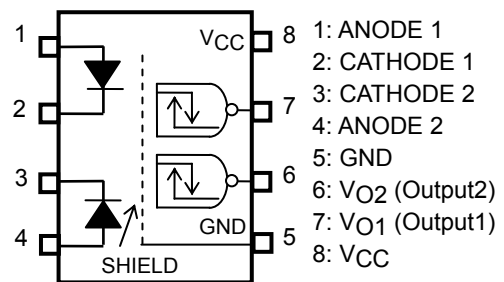 1
2
3
4
VCC
GND
SHIELD
8
7
6
5
1: ANODE 1
2: CATHODE 1
3: CATHODE 2
4: ANODE 2
5: GND
6: VO2 (Output2)
7: VO1 (Output1)
8: VCC